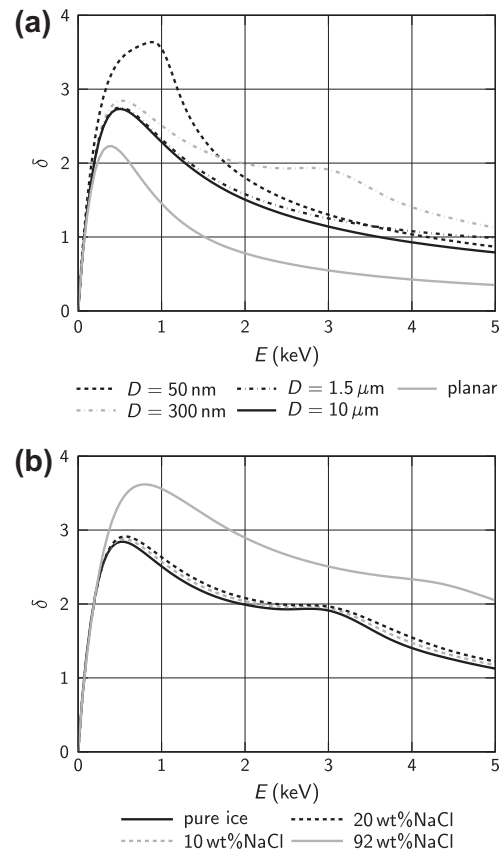 (a)
4
3
2
1
0
δ
0 1 2 3 4 5
E (keV)
D = 50 nm D = 1.5 μm planar
D = 300 nm D = 10 μm
(b)
4
3
2
1
0
δ
0 1 2 3 4 5
E (keV)
pure ice 20 wt%NaCl
10 wt%NaCl 92 wt%NaCl